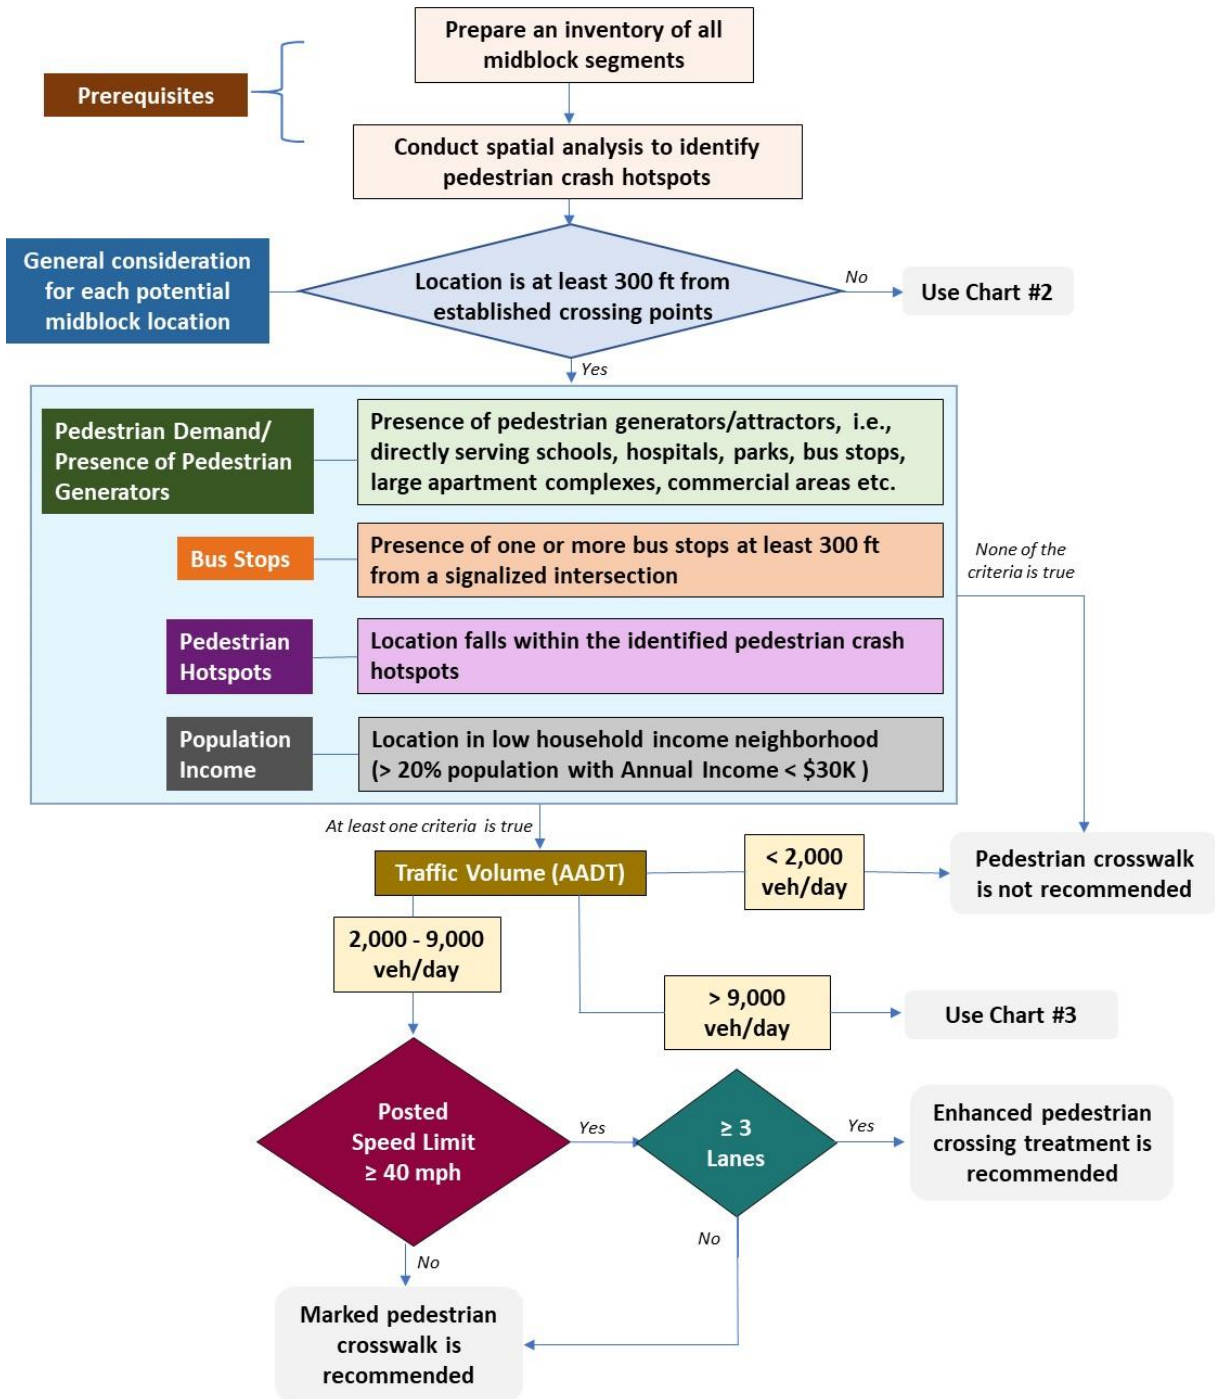 Prepare an inventory of all
midblock segments
Prerequisites
Conduct spatial analysis to identify
pedestrian crash hotspots
General consideration
for each potential
midblock location
Location is at least 300 ft from
established crossing points
No
Use Chart #2
Yes
Pedestrian Demand/
Presence of Pedestrian
Generators
Presence of pedestrian generators/attractors, i.e.,
directly serving schools, hospitals, parks, bus stops,
large apartment complexes, commercial areas etc.
Bus Stops
Presence of one or more bus stops at least 300 ft
from a signalized intersection
None of the
criteria is true
Pedestrian
Hotspots
Location falls within the identified pedestrian crash
hotspots
Population
Income
Location in low household income neighborhood
(> 20% population with Annual Income < $30K )
At least one criteria is true
Traffic Volume (AADT)
< 2,000
veh/day
Pedestrian crosswalk
is not recommended
2,000 - 9,000
veh/day
> 9,000
veh/day
Use Chart #3
Posted
Speed Limit
≥ 40 mph
Yes
≥ 3
Lanes
Yes
Enhanced pedestrian
crossing treatment is
recommended
No
No
Marked pedestrian
crosswalk is
recommended